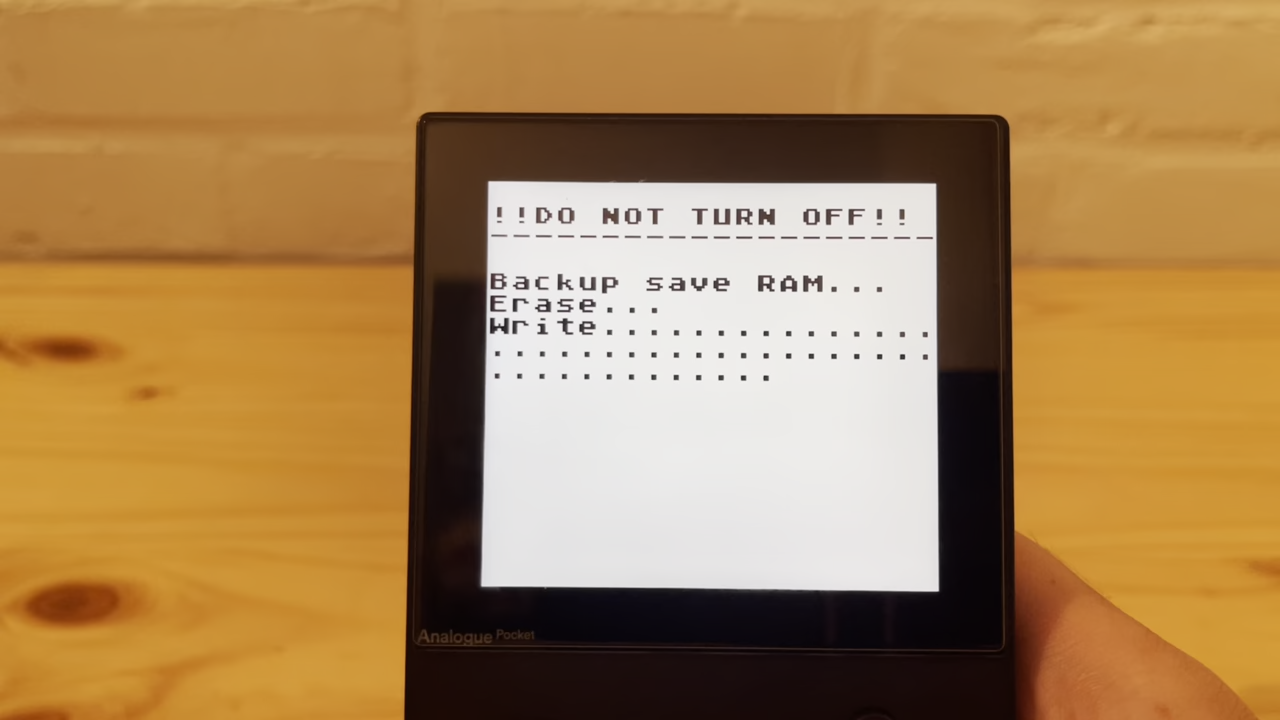 !!DO NOT TURN OFF!!
--------------------
Backup save RAM...
Erase...
Write...............
....................
.............
Analogue Pocket